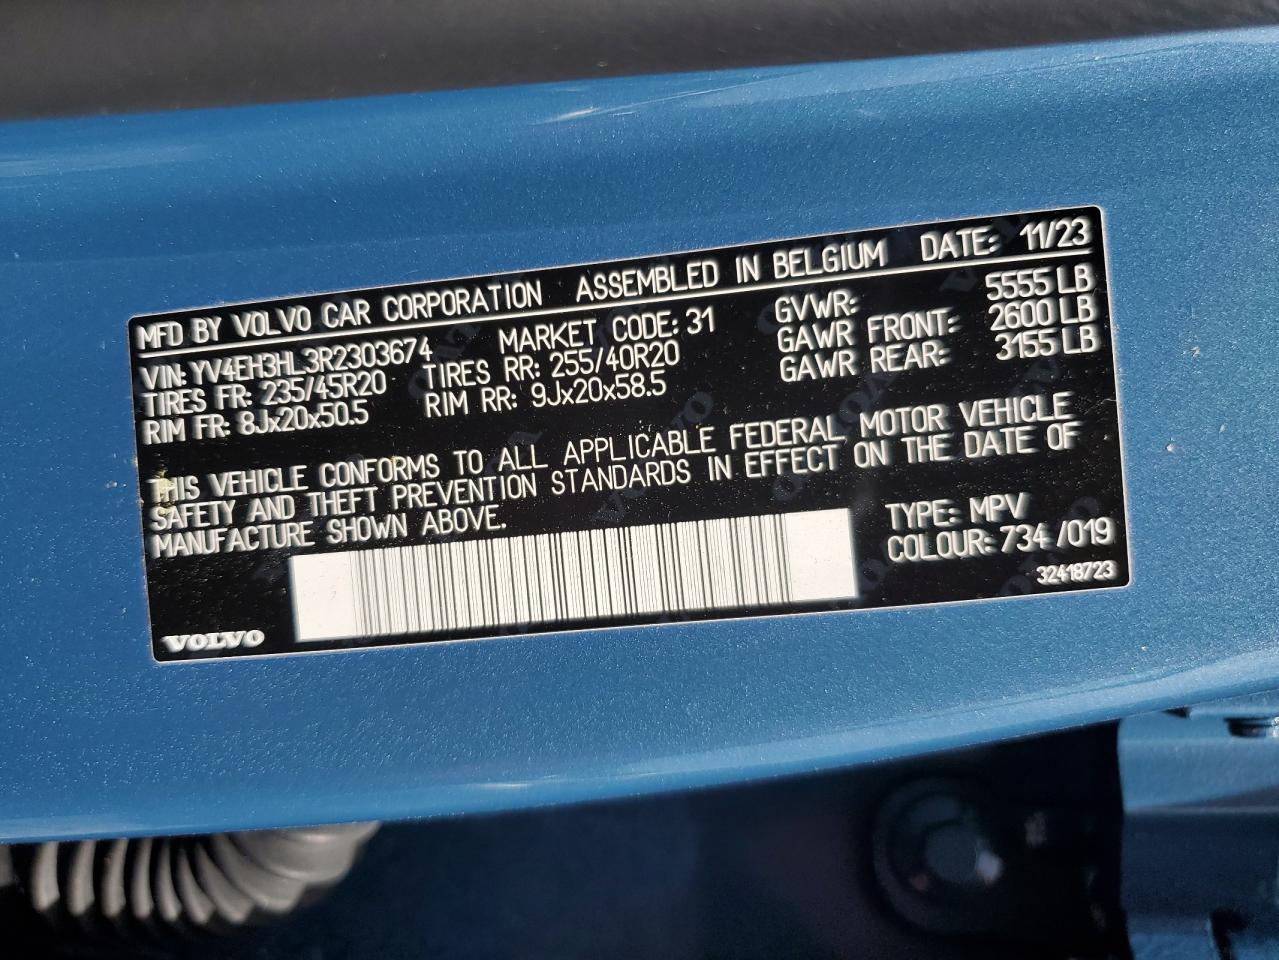 MFD BY VOLVO CAR CORPORATION ASSEMBLED IN BELGIUM DATE: 11/23
VIN: YV4EH3HL3R2303674 MARKET CODE: 31 GVWR: 5555 LB
TIRES FR: 235/45R20 TIRES RR: 255/40R20 GAWR FRONT: 2600 LB
RIM FR: 8Jx20x50.5 RIM RR: 9Jx20x58.5 GAWR REAR: 3155 LB
THIS VEHICLE CONFORMS TO ALL APPLICABLE FEDERAL MOTOR VEHICLE
SAFETY AND THEFT PREVENTION STANDARDS IN EFFECT ON THE DATE OF
MANUFACTURE SHOWN ABOVE.
TYPE: MPV
COLOUR: 734 /019
32418723
VOLVO